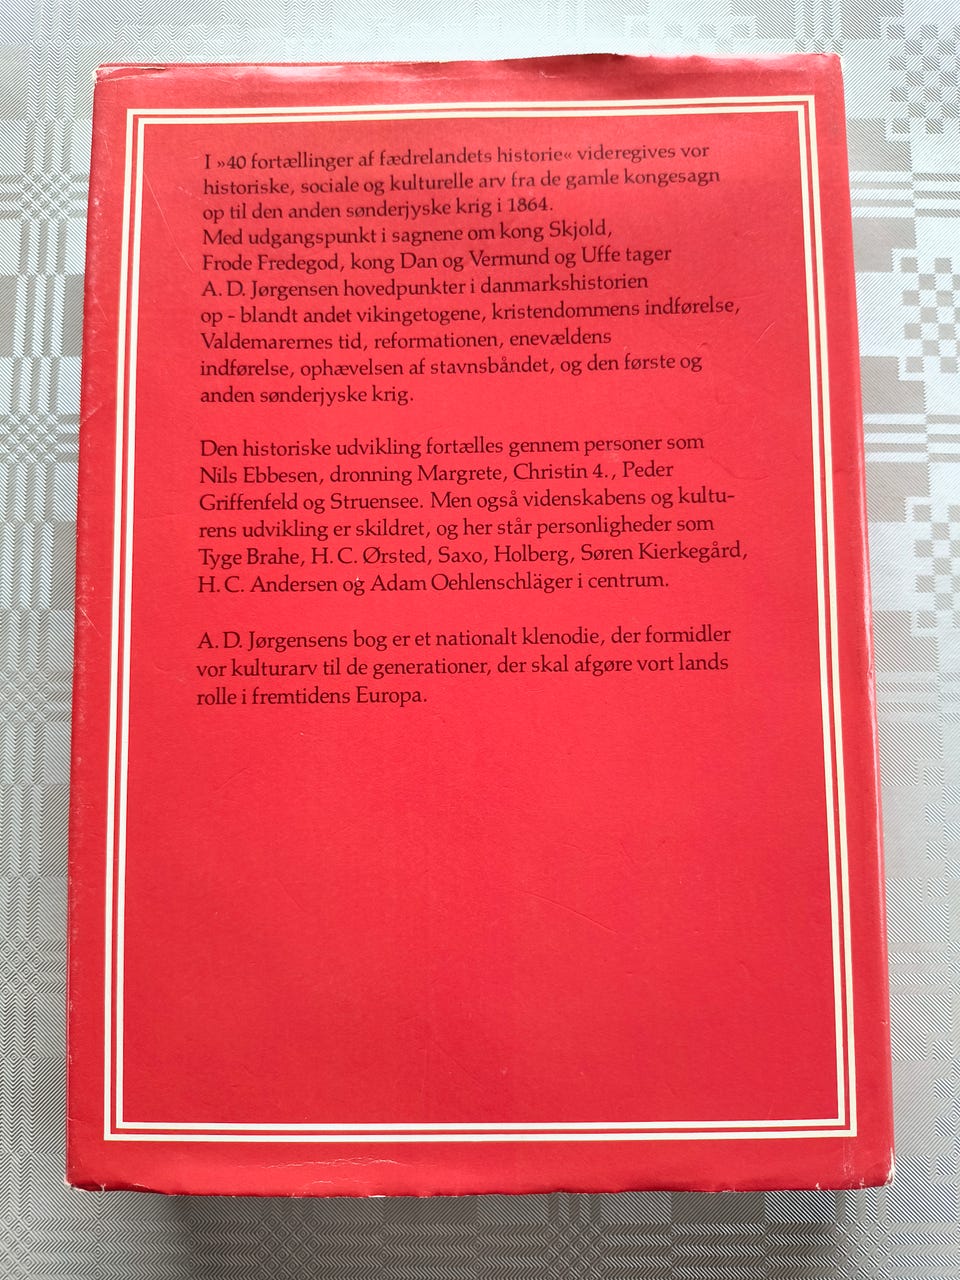 I »40 fortællinger af fædrelandets historie« videregives vor
historiske, sociale og kulturelle arv fra de gamle kongesagn
op til den anden sønderjyske krig i 1864.
Med udgangspunkt i sagnene om kong Skjold,
Frode Fredegod, kong Dan og Vermund og Uffe tager
A. D. Jørgensen hovedpunkter i danmarkshistorien
op - blandt andet vikingetogene, kristendommens indførelse,
Valdemarernes tid, reformationen, enevældens
indførelse, ophævelsen af stavnsbåndet, og den første og
anden sønderjyske krig.
Den historiske udvikling fortælles gennem personer som
Nils Ebbesen, dronning Margrete, Christin 4., Peder
Griffenfeld og Struensee. Men også videnskabens og kultu-
rens udvikling er skildret, og her står personligheder som
Tyge Brahe, H. C. Ørsted, Saxo, Holberg, Søren Kierkegård,
H. C. Andersen og Adam Oehlenschläger i centrum.
A. D. Jørgensens bog er et nationalt klenodie, der formidler
vor kulturarv til de generationer, der skal afgøre vort lands
rolle i fremtidens Europa.